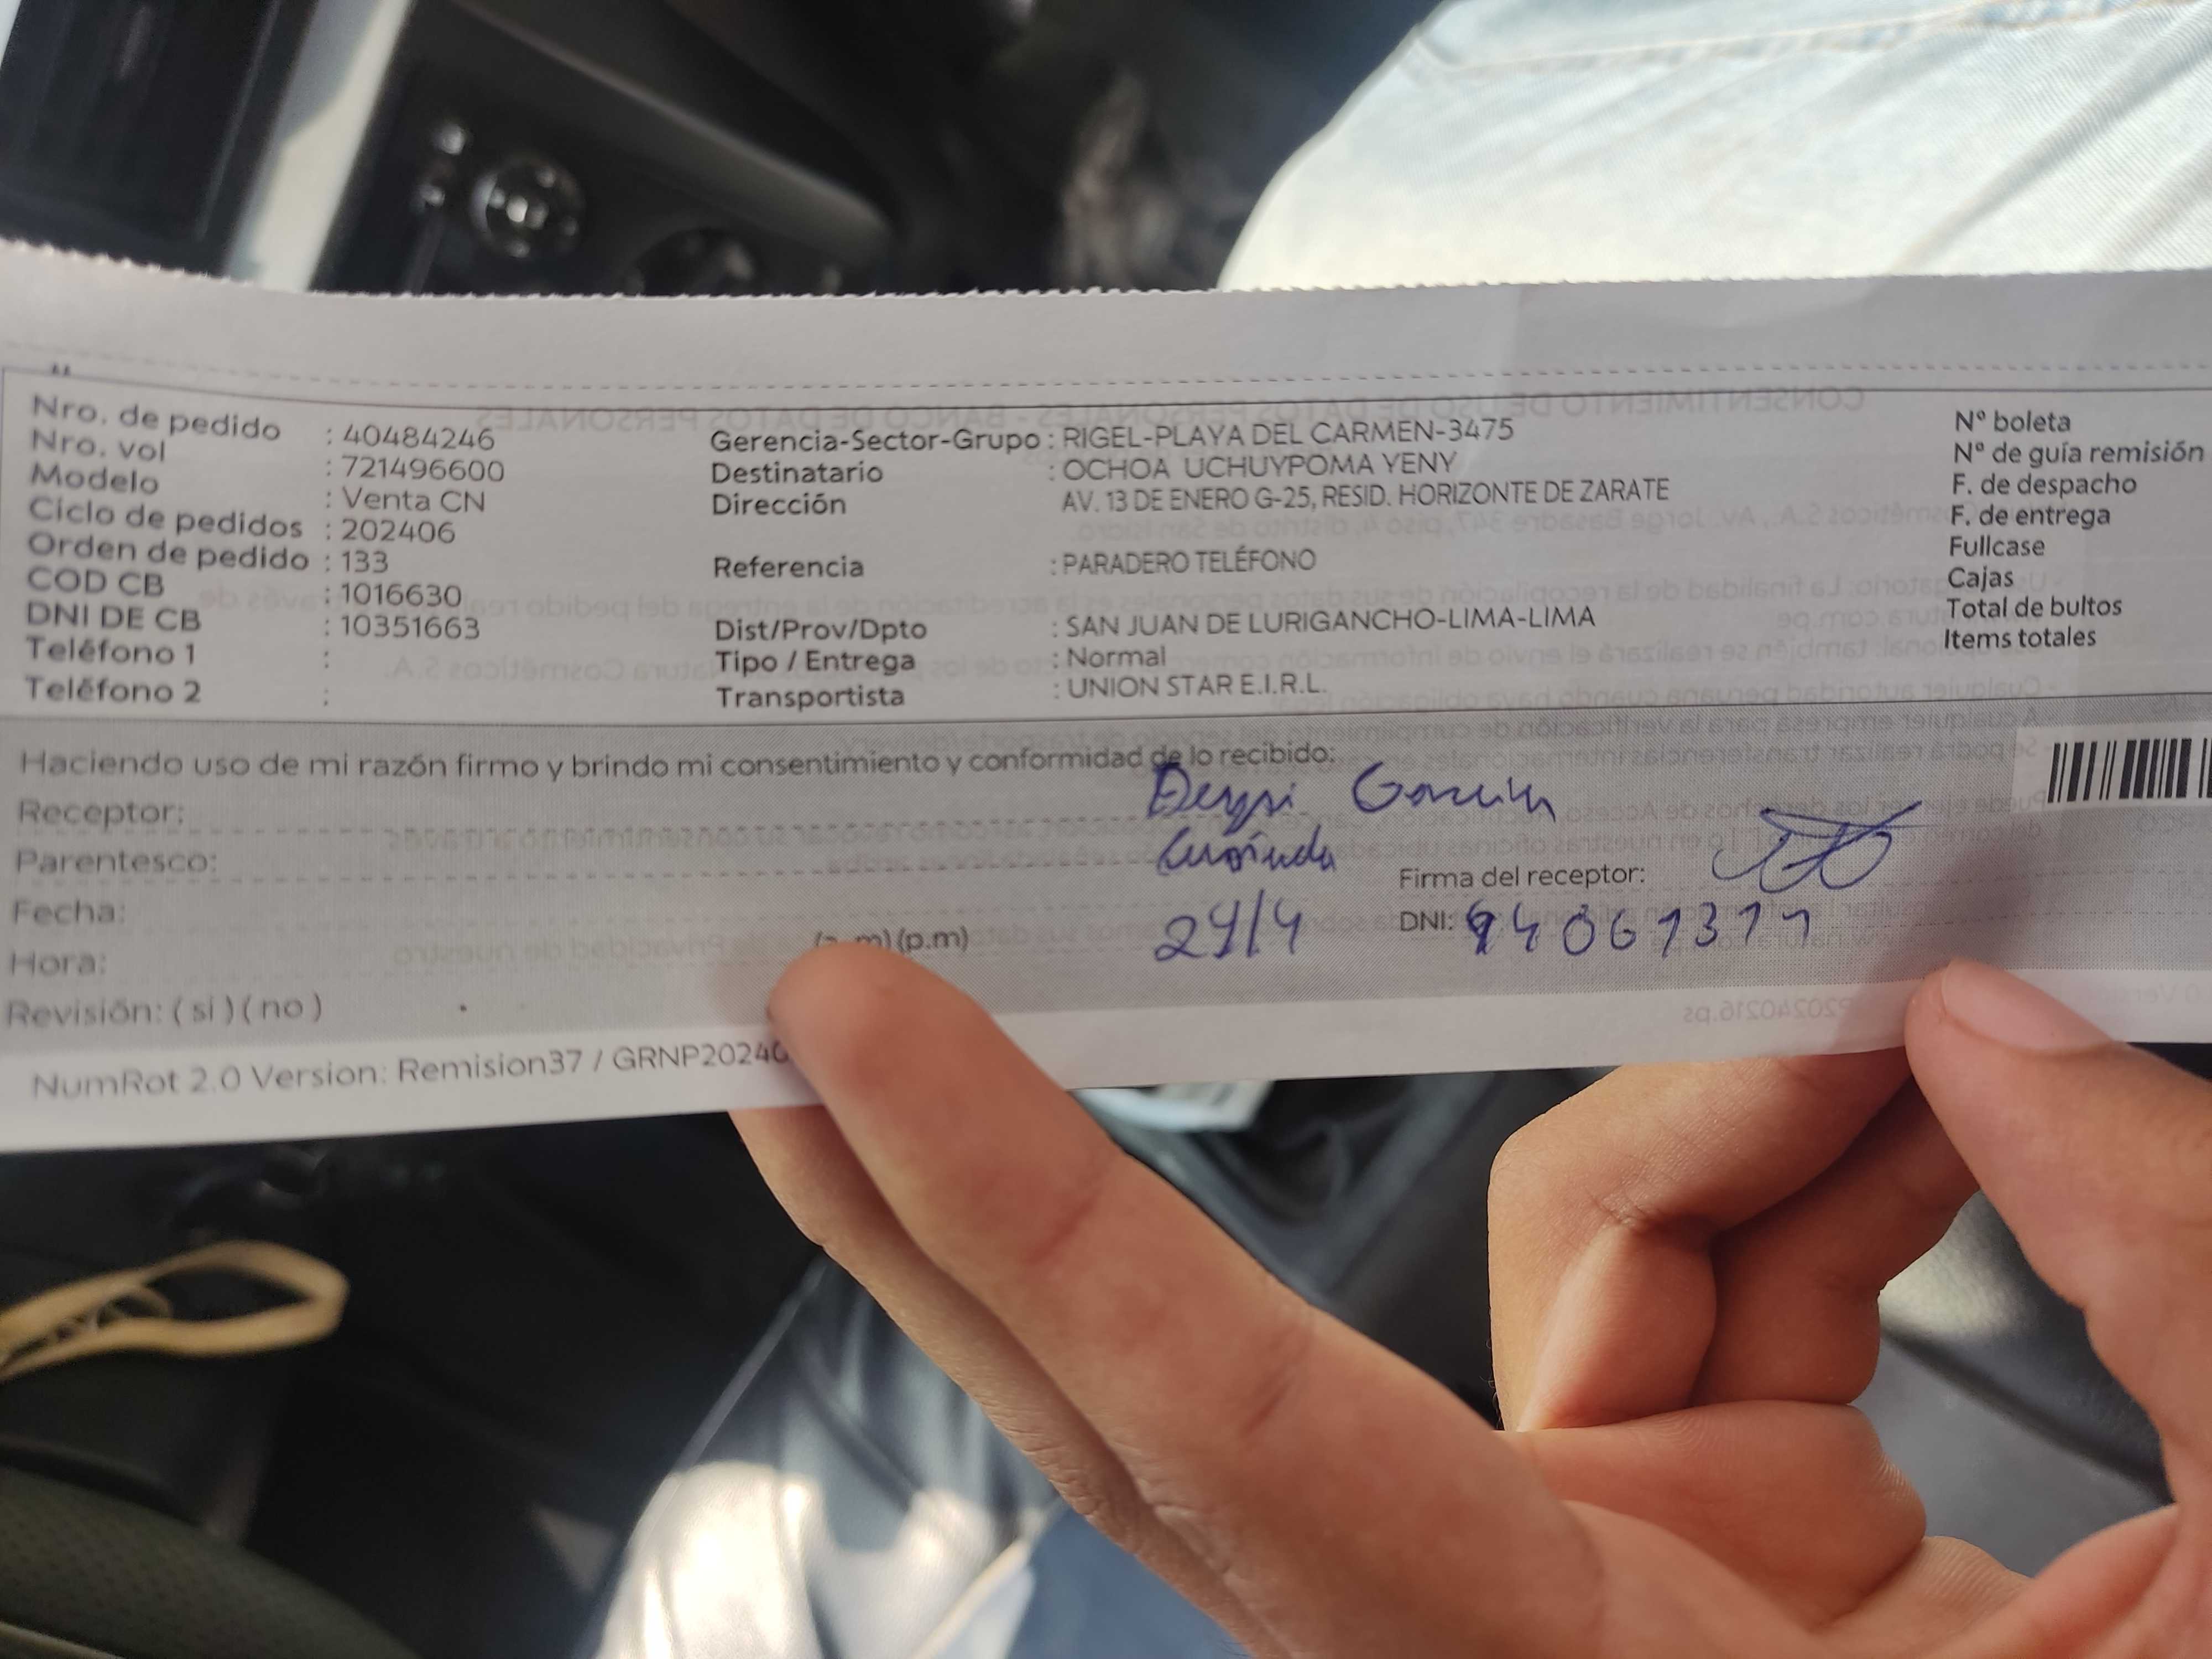 Nro. de pedido : 40484246
Nro. vol : 721496600
Modelo : Venta CN
Ciclo de pedidos : 202406
Orden de pedido : 133
COD CB : 1016630
DNI DE CB : 10351663
Teléfono 1 :
Teléfono 2 :
Gerencia-Sector-Grupo : RIGEL-PLAYA DEL CARMEN-3475
Destinatario : OCHOA UCHUYPOMA YENY
Dirección AV. 13 DE ENERO G-25, RESID. HORIZONTE DE ZARATE
Referencia : PARADERO TELÉFONO
Dist/Prov/Dpto : SAN JUAN DE LURIGANCHO-LIMA-LIMA
Tipo / Entrega : Normal
Transportista : UNION STAR E.I.R.L.
N° boleta
N° de guía remisión
F. de despacho
F. de entrega
Fullcase
Cajas
Total de bultos
Items totales
Haciendo uso de mi razón firmo y brindo mi consentimiento y conformidad de lo recibido:
Receptor:
Parentesco:
Firma del receptor:
Fecha: 24/4
DNI:
Hora: (p.m)
Revisión: ( si ) ( no )
NumRot 2.0 Version: Remision37 / GRNP2024